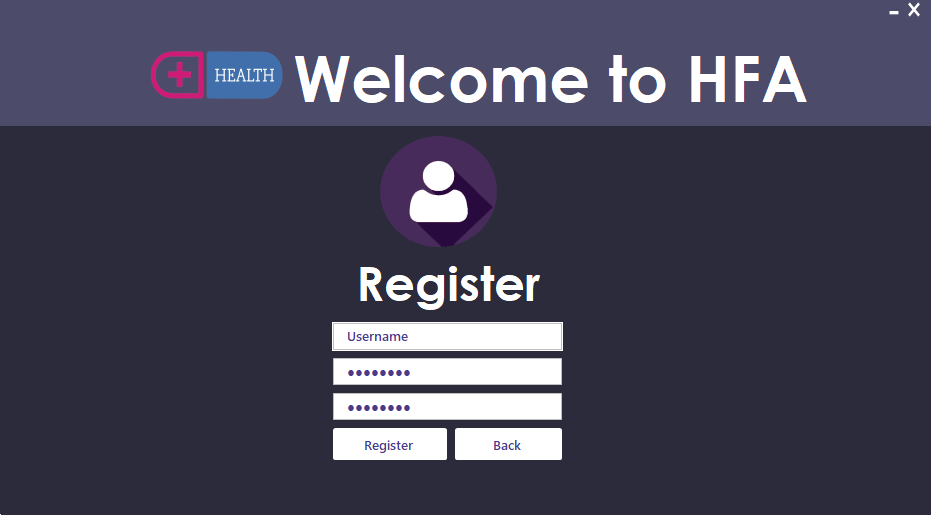 HEALTH Welcome to HFA
Register
Username
••••••••
••••••••
Register Back